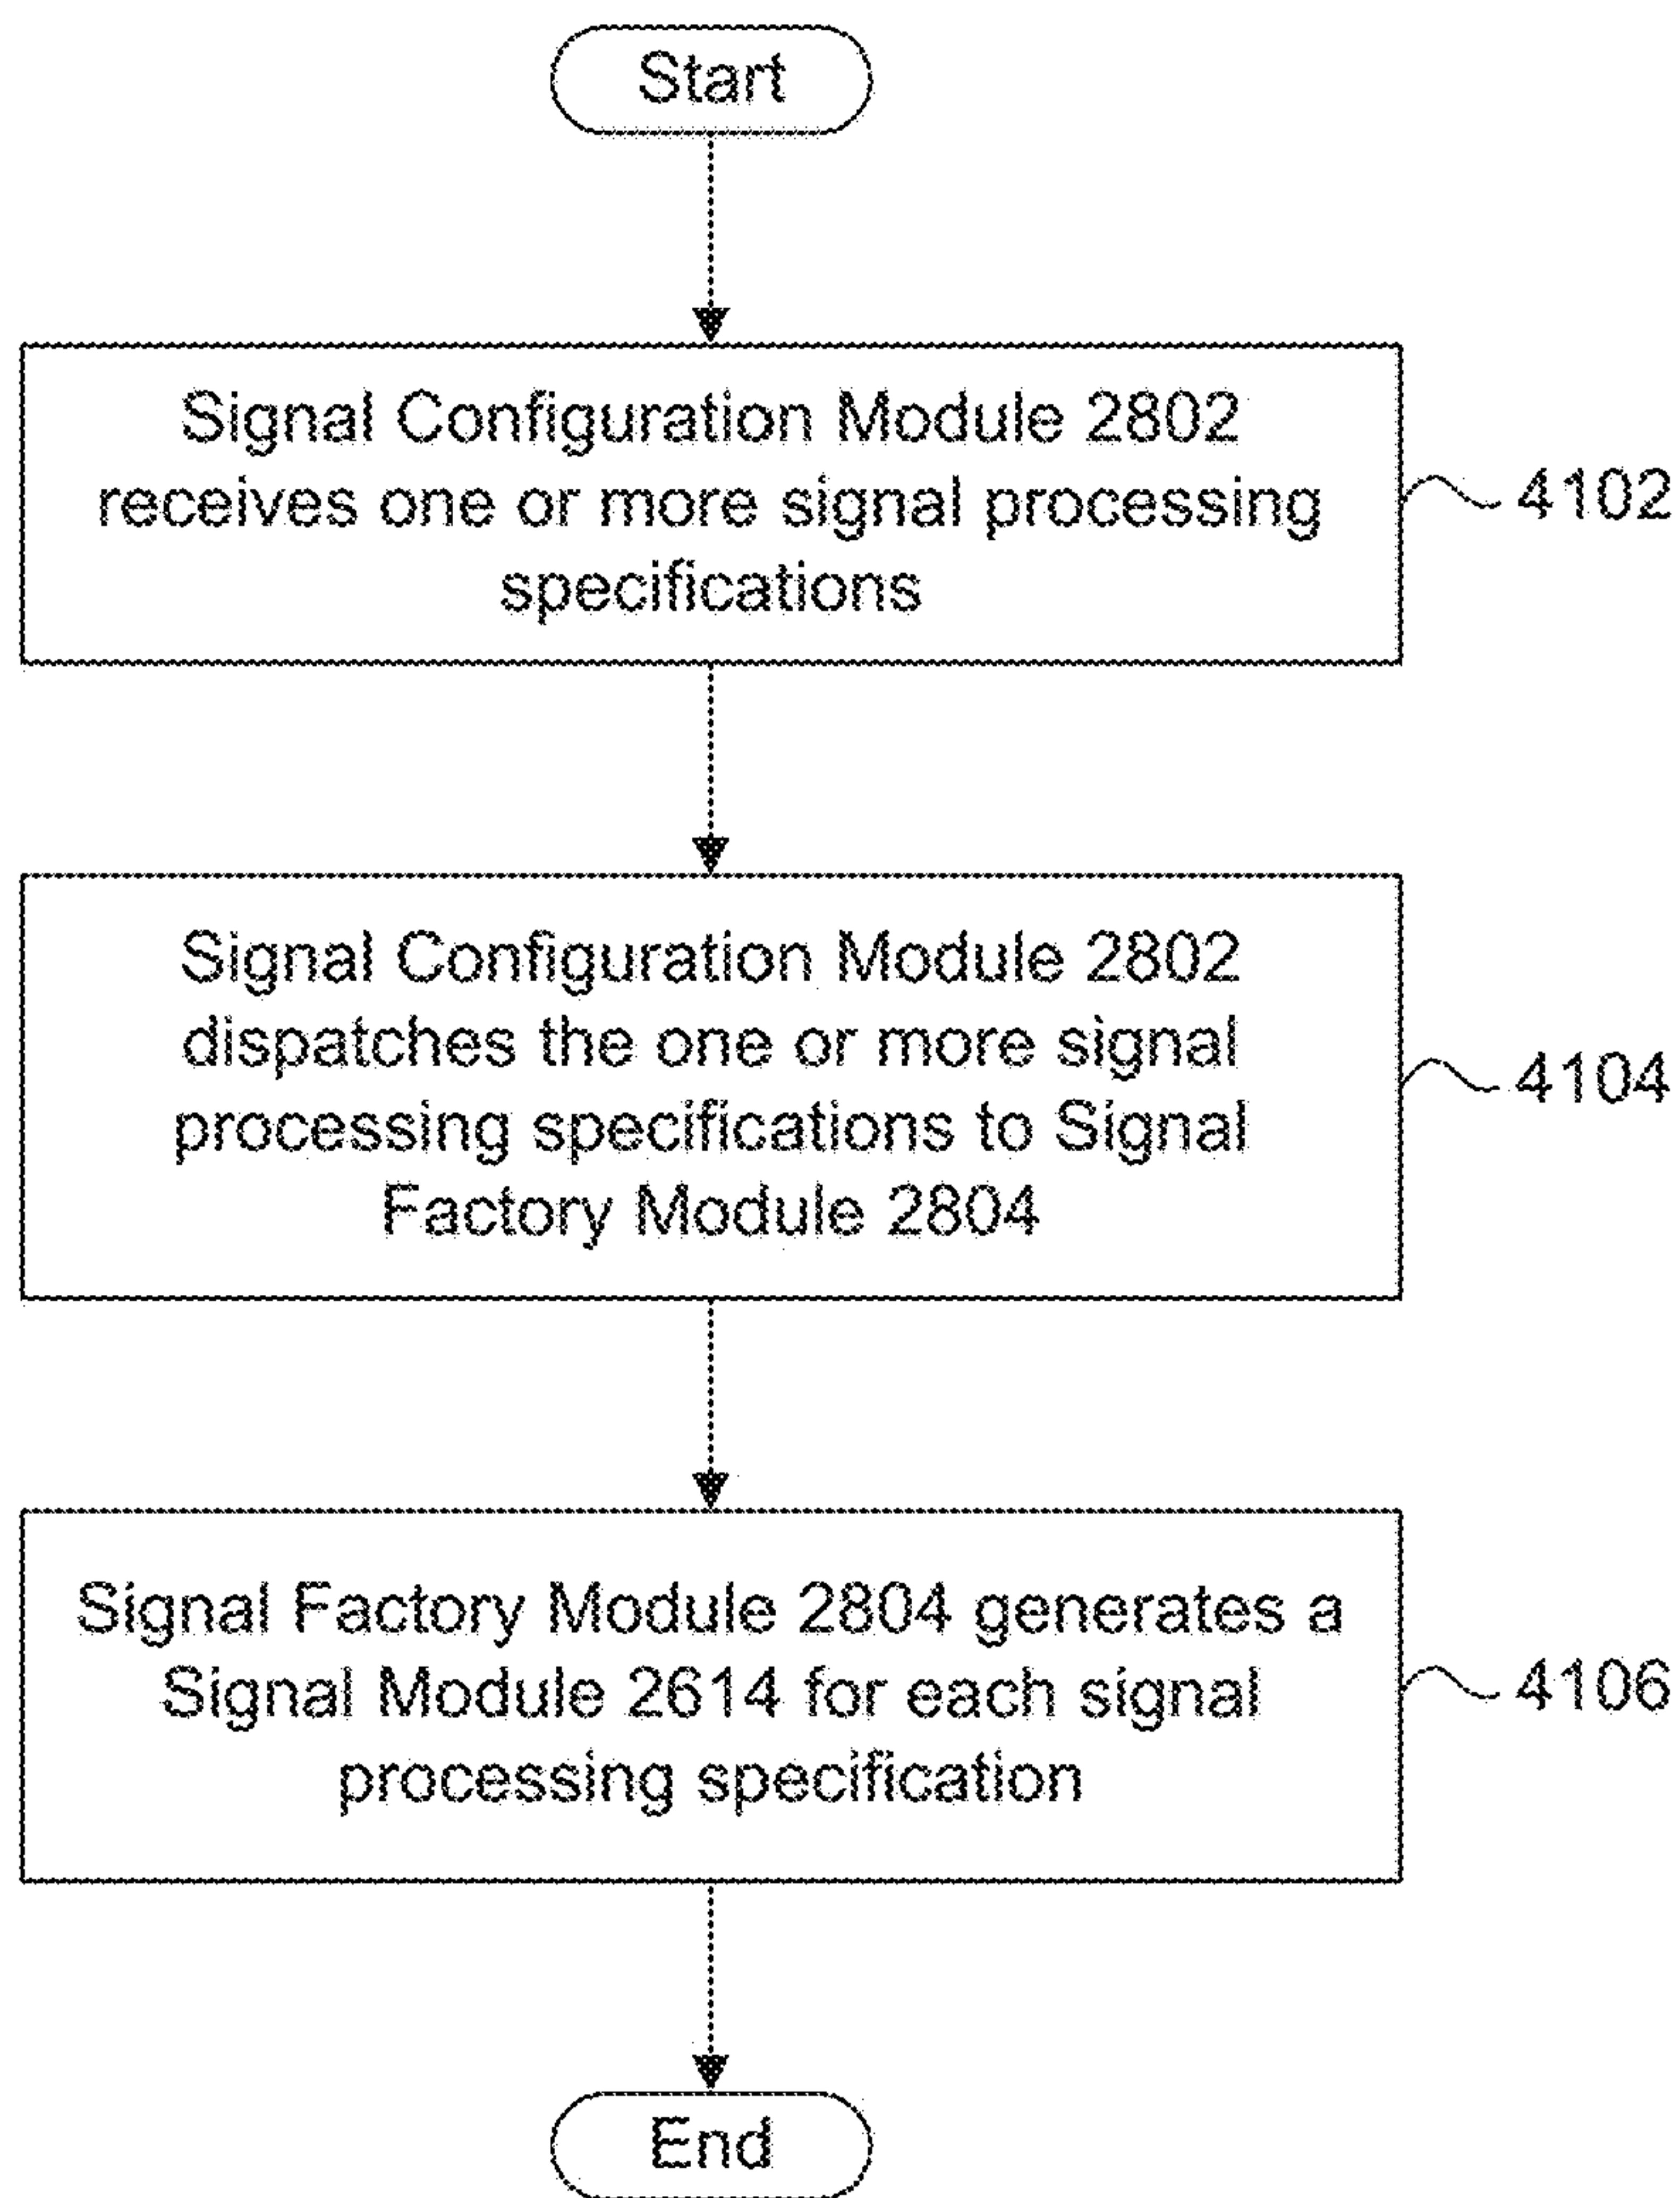 Start
Signal Configuration Module 2802
receives one or more signal processing
specifications
4102
Signal Configuration Module 2802
dispatches the one or more signal
processing specifications to Signal
Factory Module 2804
4104
Signal Factory Module 2804 generates a
Signal Module 2614 for each signal
processing specification
4106
End